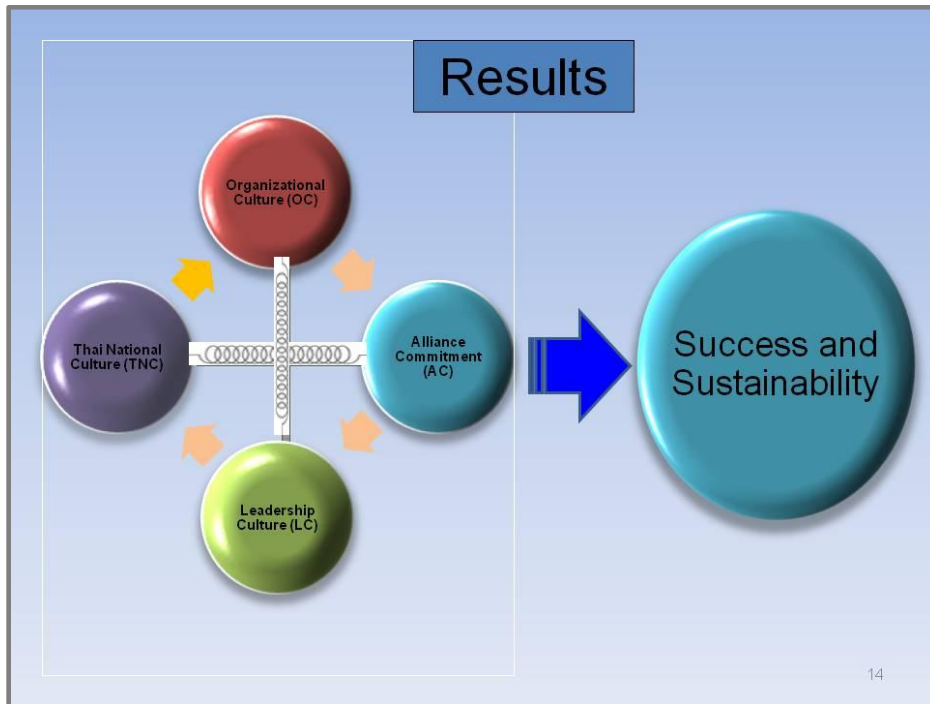 Results
Organizational
Culture (OC)
Thai National
Culture (TNC)
Alliance
Commitment
(AC)
Leadership
Culture (LC)
Success and
Sustainability
14